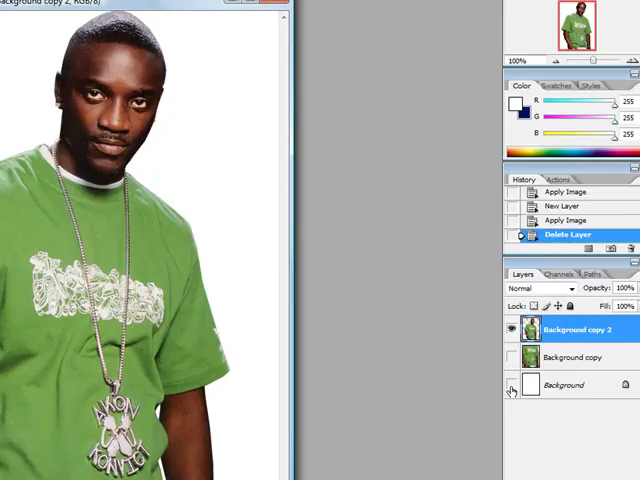 Background copy 2, RGB/8)
100%
Color Swatches Styles
R 255
G 255
B 255
History Actions
Apply Image
New Layer
Apply Image
Delete Layer
Layers Channels Paths
Normal Opacity: 100%
Lock: Fill: 100%
Background copy 2
Background copy
Background
AKON
KONVICT